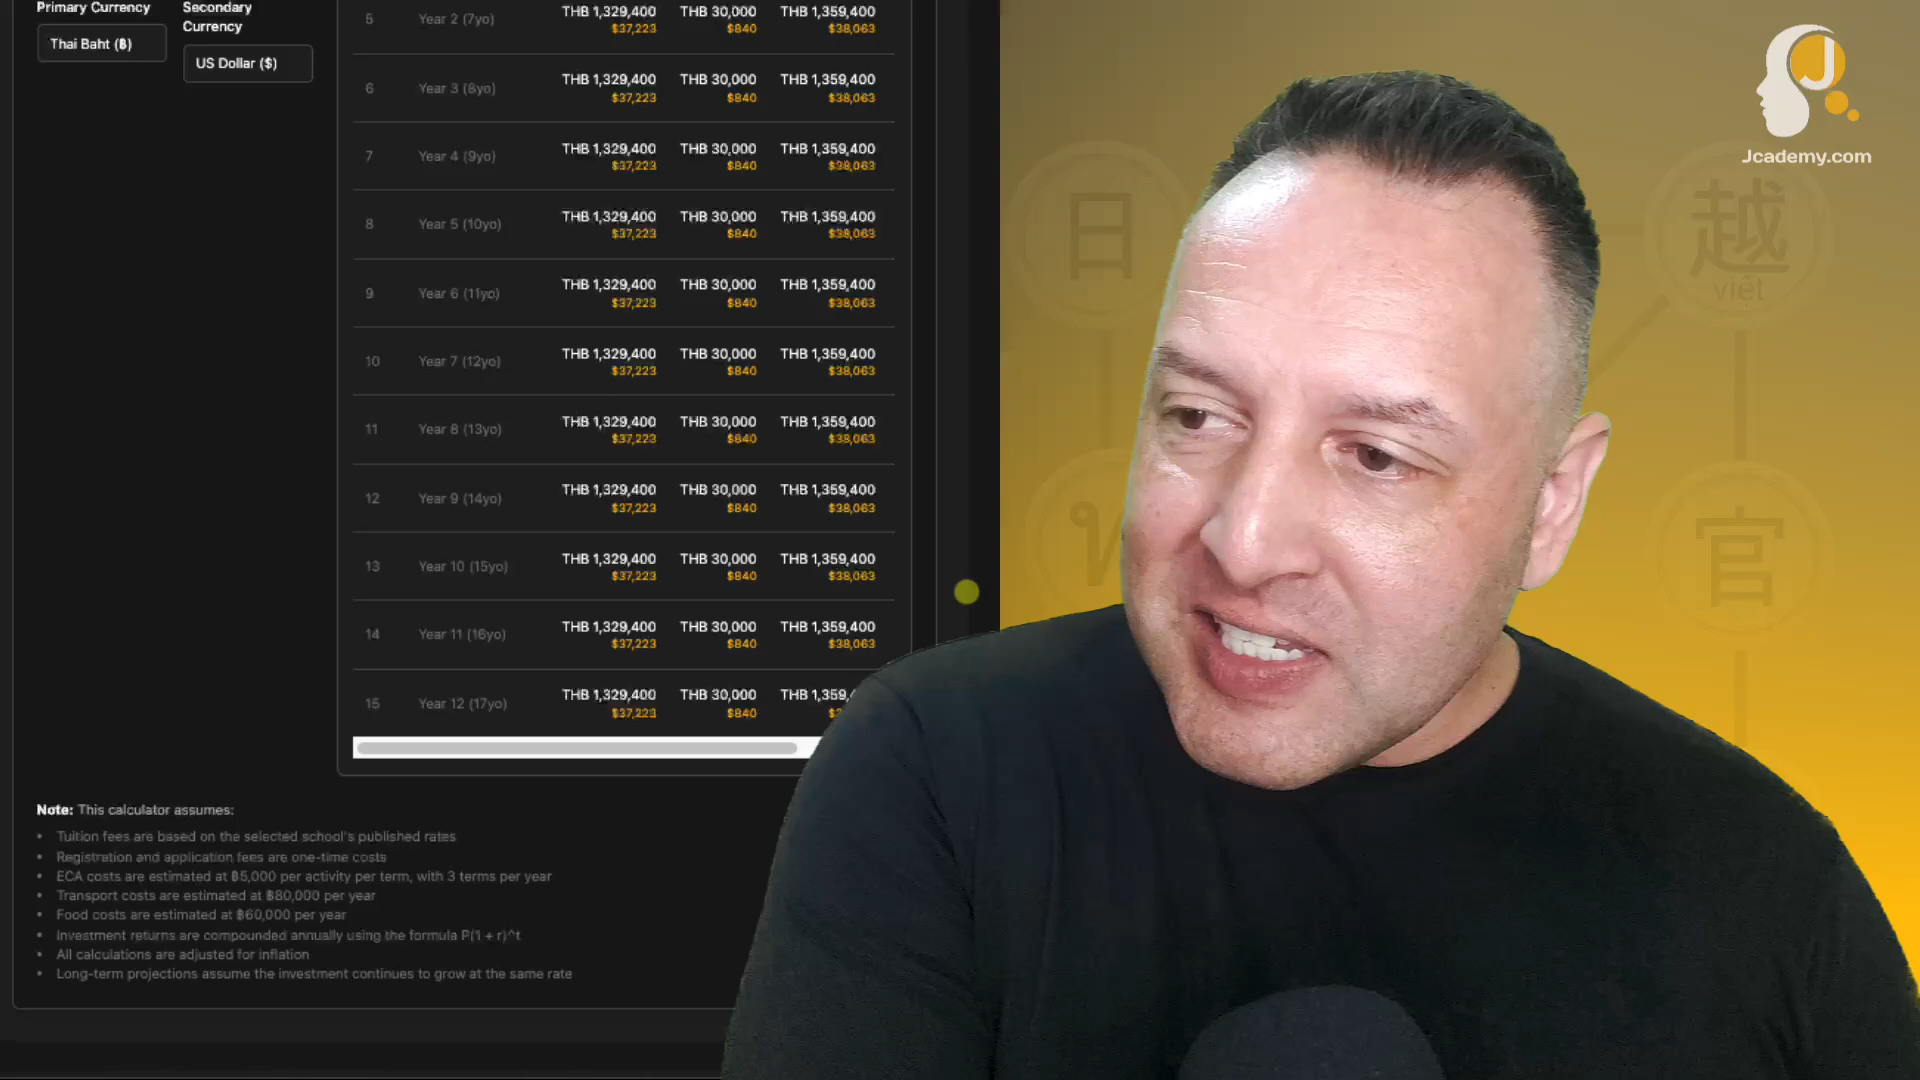 Primary Currency
Thai Baht (฿)
Secondary
Currency
US Dollar ($)
5 Year 2 (7yo) THB 1,329,400 THB 30,000 THB 1,359,400
$37,223 $840 $38,063
6 Year 3 (8yo) THB 1,329,400 THB 30,000 THB 1,359,400
$37,223 $840 $38,063
7 Year 4 (9yo) THB 1,329,400 THB 30,000 THB 1,359,400
$37,223 $840 $38,063
8 Year 5 (10yo) THB 1,329,400 THB 30,000 THB 1,359,400
$37,223 $840 $38,063
9 Year 6 (11yo) THB 1,329,400 THB 30,000 THB 1,359,400
$37,223 $840 $38,063
10 Year 7 (12yo) THB 1,329,400 THB 30,000 THB 1,359,400
$37,223 $840 $38,063
11 Year 8 (13yo) THB 1,329,400 THB 30,000 THB 1,359,400
$37,223 $840 $38,063
12 Year 9 (14yo) THB 1,329,400 THB 30,000 THB 1,359,400
$37,223 $840 $38,063
13 Year 10 (15yo) THB 1,329,400 THB 30,000 THB 1,359,400
$37,223 $840 $38,063
14 Year 11 (16yo) THB 1,329,400 THB 30,000 THB 1,359,400
$37,223 $840 $38,063
15 Year 12 (17yo) THB 1,329,400 THB 30,000 THB
$37,223 $840
Note: This calculator assumes:
• Tuition fees are based on the selected school's published rates
• Registration and application fees are one-time costs
• ECA costs are estimated at ฿5,000 per activity per term, with 3 terms per year
• Transport costs are estimated at ฿80,000 per year
• Food costs are estimated at ฿60,000 per year
• Investment returns are compounded annually using the formula P(1 + r)^t
• All calculations are adjusted for inflation
• Long-term projections assume the investment continues to grow at the same rate
J
Jcademy.com
日
越
việt
ท
官